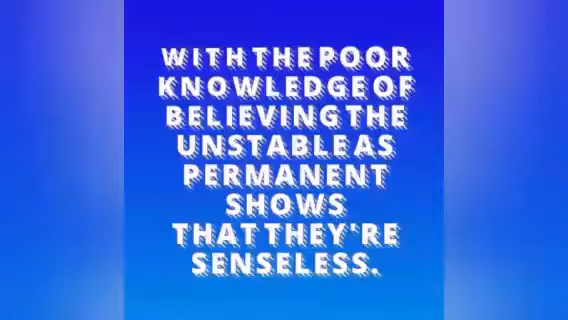 WITH THE POOR
KNOWLEDGE OF
BELIEVING THE
UNSTABLE AS
PERMANENT
SHOWS
THAT THEY'RE
SENSELESS.